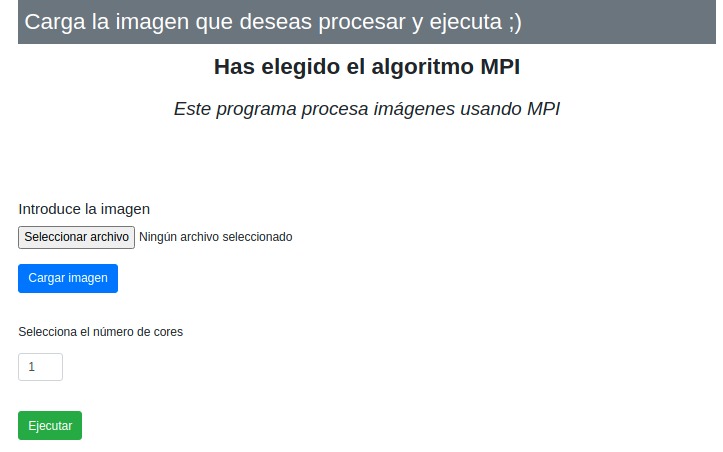 Carga la imagen que deseas procesar y ejecuta ;)
Has elegido el algoritmo MPI
Este programa procesa imágenes usando MPI
Introduce la imagen
Seleccionar archivo Ningún archivo seleccionado
Cargar imagen
Selecciona el número de cores
1
Ejecutar